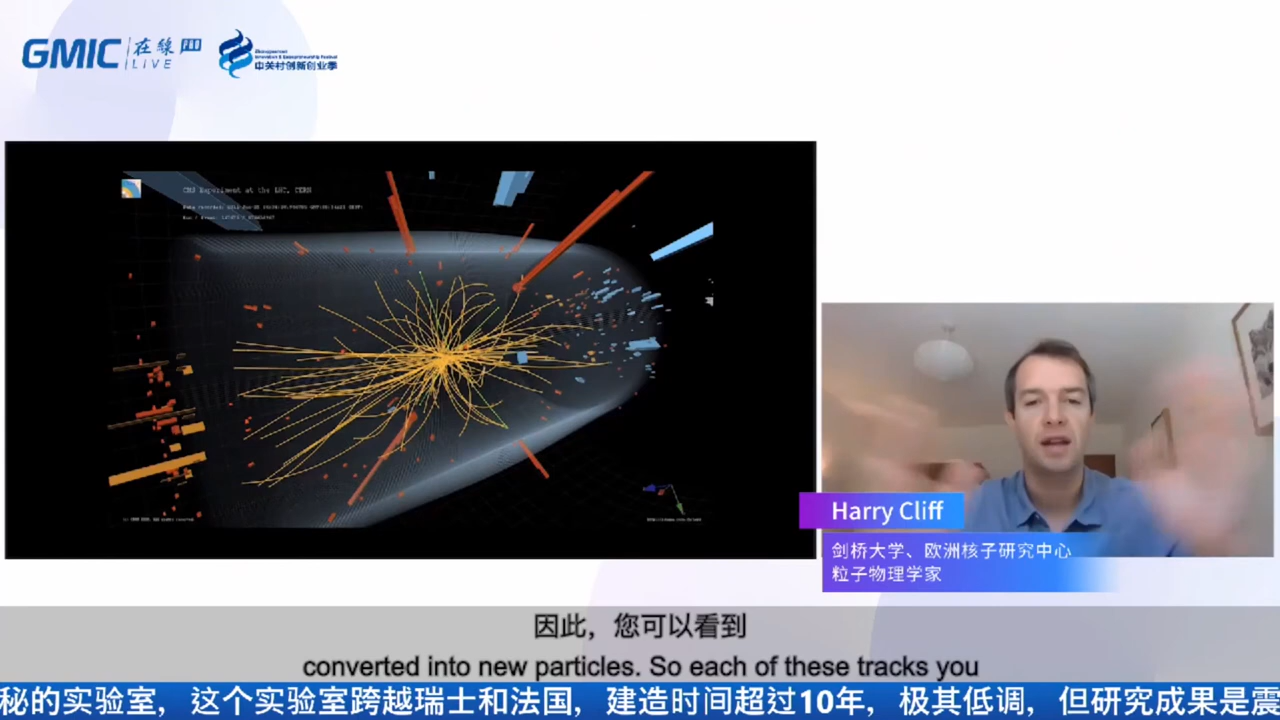 GMIC 在線 PRO
LIVE
中关村创新创业季
CMS Experiment at the LHC, CERN
Harry Cliff
剑桥大学、欧洲核子研究中心
粒子物理学家
因此，您可以看到
converted into new particles. So each of these tracks you
秘的实验室，这个实验室跨越瑞士和法国，建造时间超过10年，极其低调，但研究成果是震